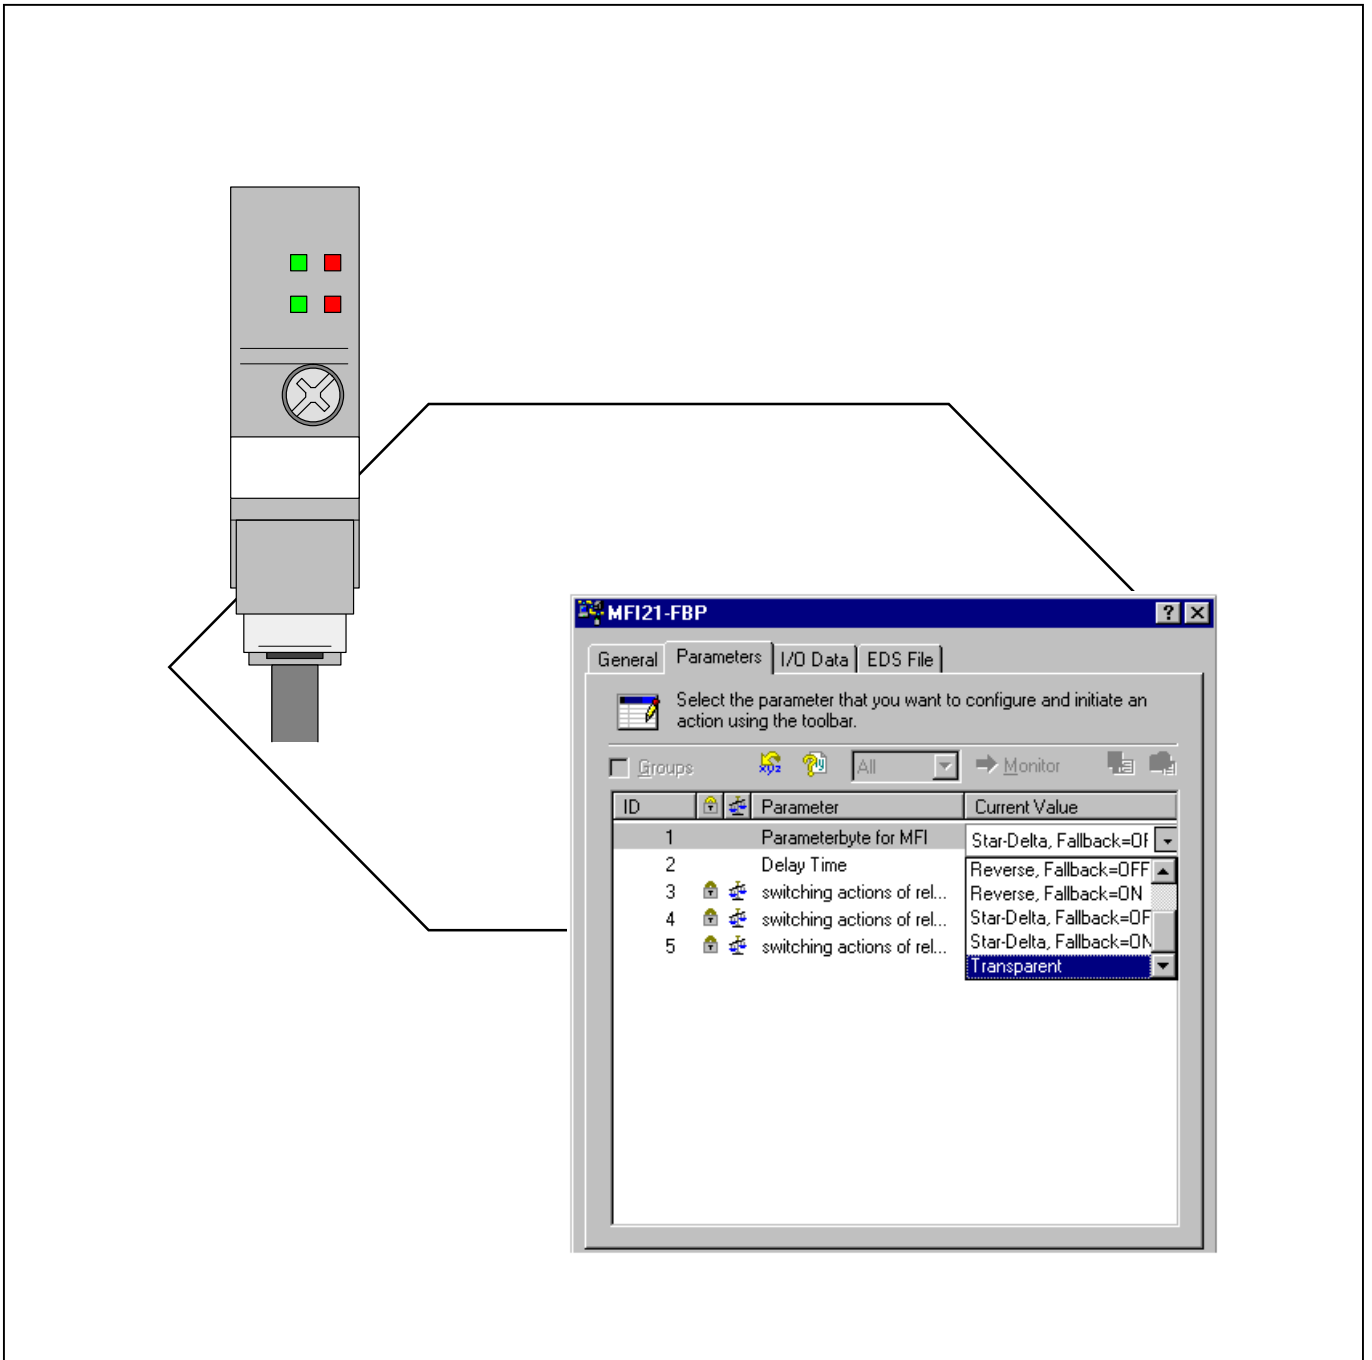 MFI21-FBP
General Parameters I/O Data EDS File
Select the parameter that you want to configure and initiate an
action using the toolbar.
Groups xyz All Monitor
ID Parameter Current Value
1 Parameterbyte for MFI Star-Delta, Fallback=OF
2 Delay Time Reverse, Fallback=OFF
3 switching actions of rel... Reverse, Fallback=ON
4 switching actions of rel... Star-Delta, Fallback=OF
5 switching actions of rel... Star-Delta, Fallback=ON
Transparent